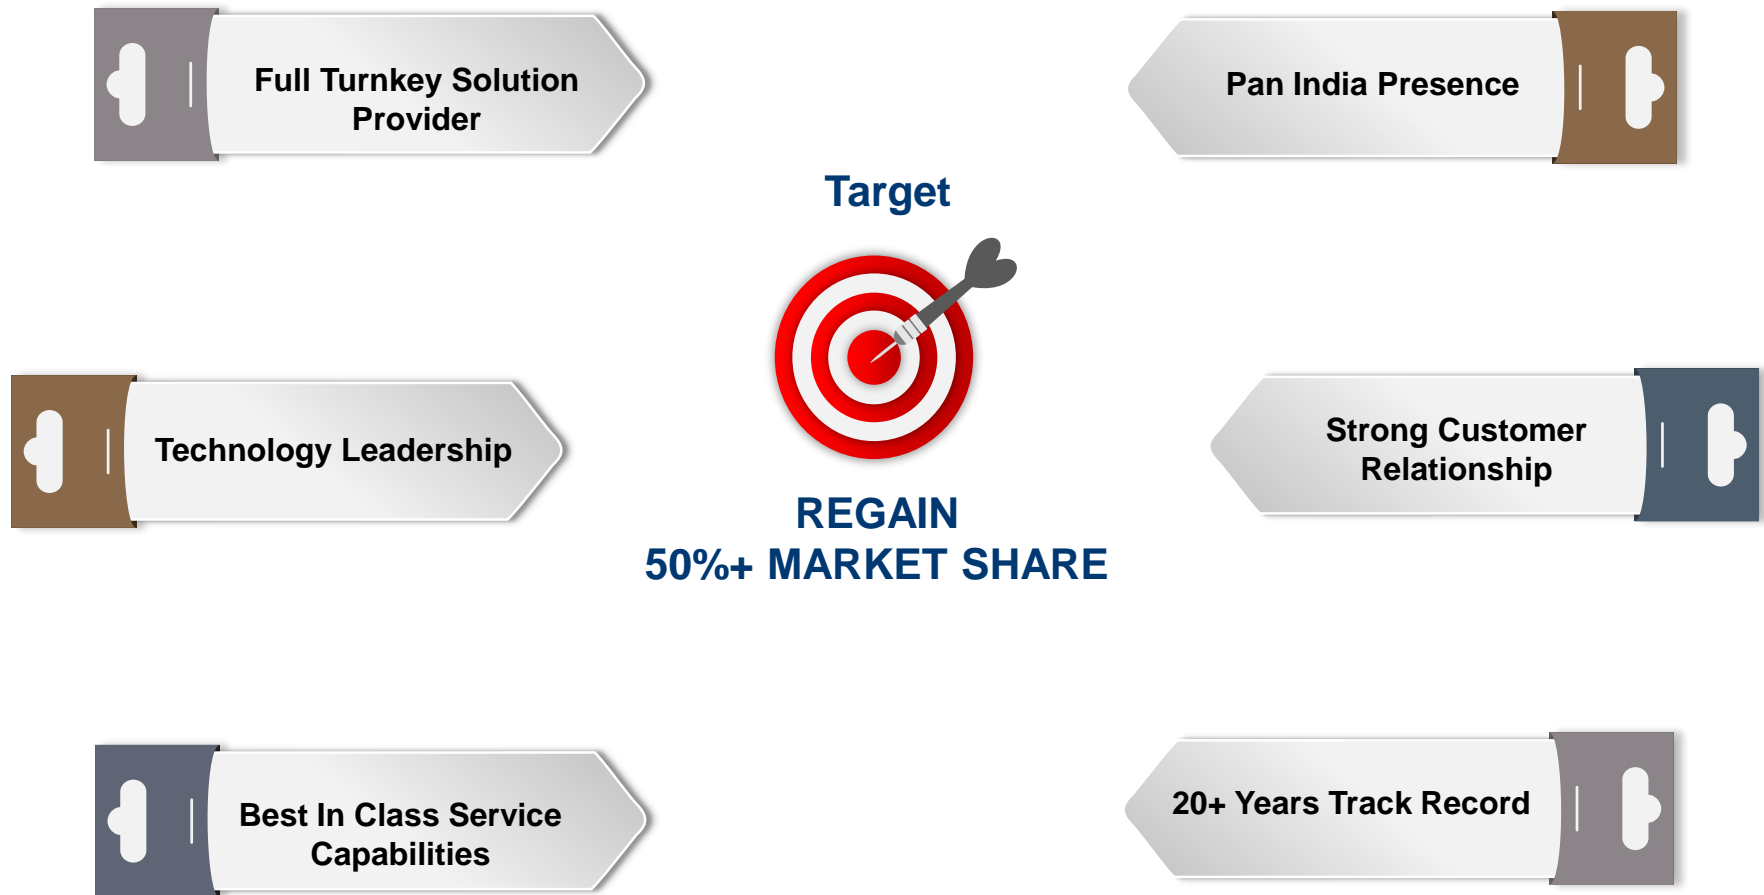 Full Turnkey Solution
Provider
Pan India Presence
Target
Technology Leadership
Strong Customer
Relationship
REGAIN
50%+ MARKET SHARE
Best In Class Service
Capabilities
20+ Years Track Record